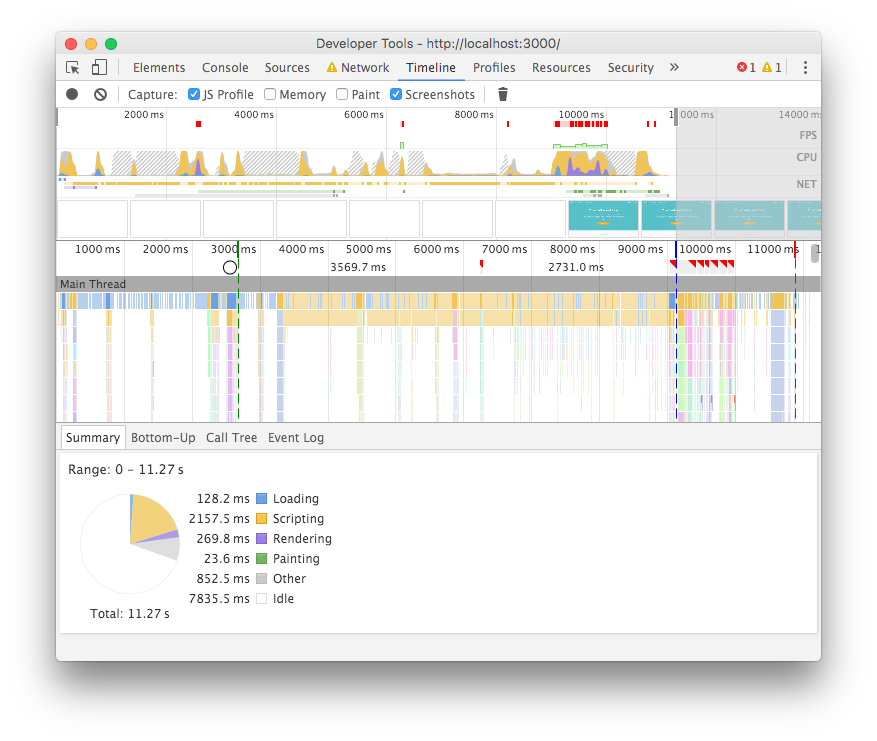 Developer Tools - http://localhost:3000/
Elements Console Sources Network Timeline Profiles Resources Security » 1 1
Capture: JS Profile Memory Paint Screenshots
2000 ms 4000 ms 6000 ms 8000 ms 10000 ms 000 ms 14000 ms
FPS
CPU
NET
1000 ms 2000 ms 3000 ms 4000 ms 5000 ms 6000 ms 7000 ms 8000 ms 9000 ms 10000 ms 11000 ms
3569.7 ms 2731.0 ms
Main Thread
Summary Bottom-Up Call Tree Event Log
Range: 0 – 11.27 s
128.2 ms Loading
2157.5 ms Scripting
269.8 ms Rendering
23.6 ms Painting
852.5 ms Other
7835.5 ms Idle
Total: 11.27 s